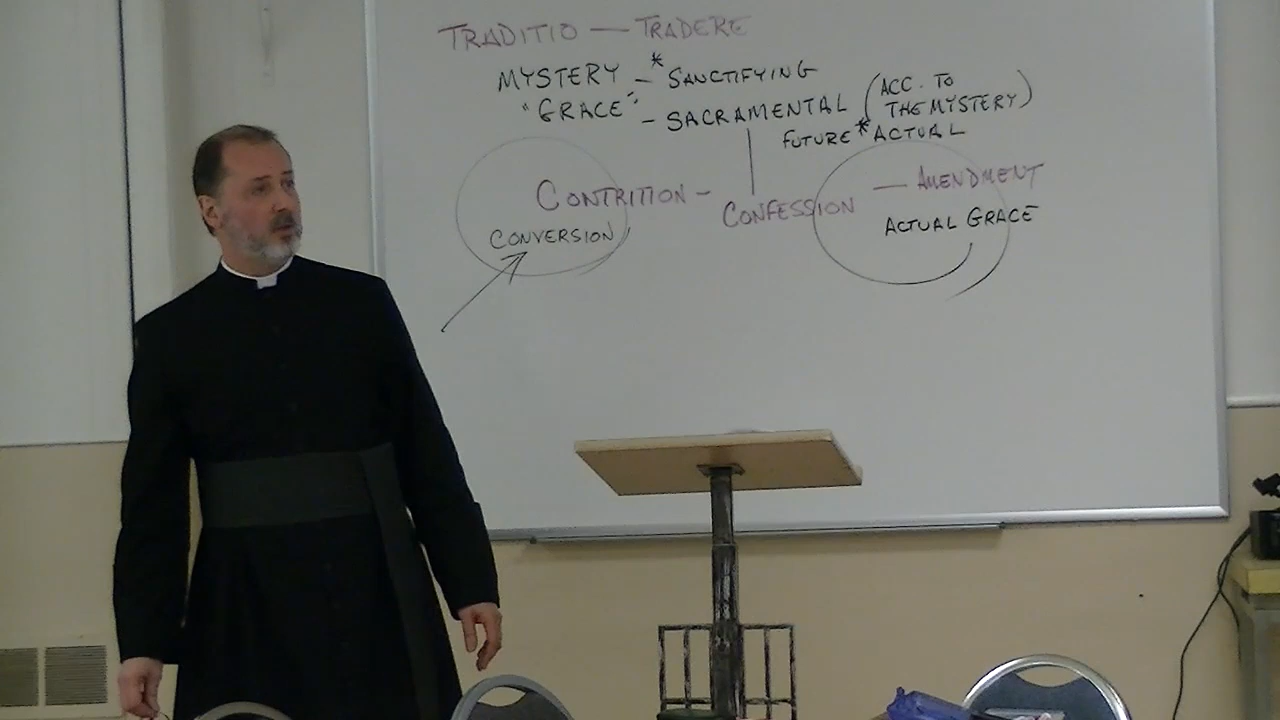 TRADITIO — TRADERE
MYSTERY - * SANCTIFYING
"GRACE" - SACRAMENTAL (ACC. TO
THE MYSTERY)
FUTURE * ACTUAL
CONTRITION - CONFESSION — AMENDMENT
CONVERSION ACTUAL GRACE